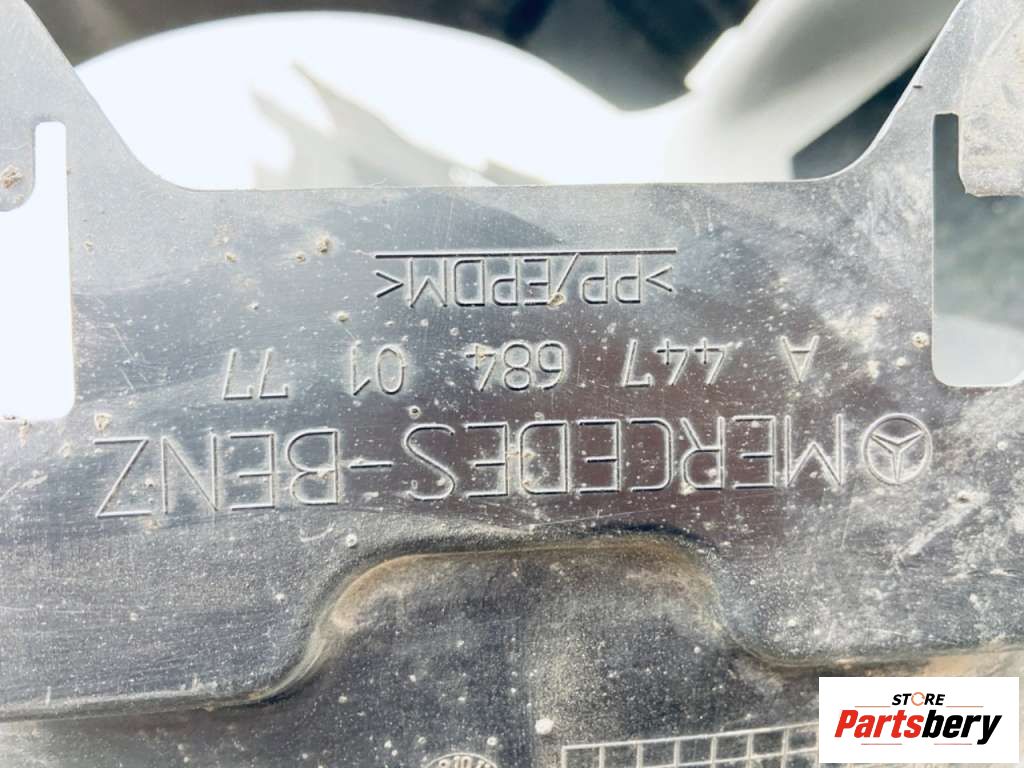 MERCEDES-BENZ
A 447 684 01 77
>PP/EPDM<
STORE
Partsbery